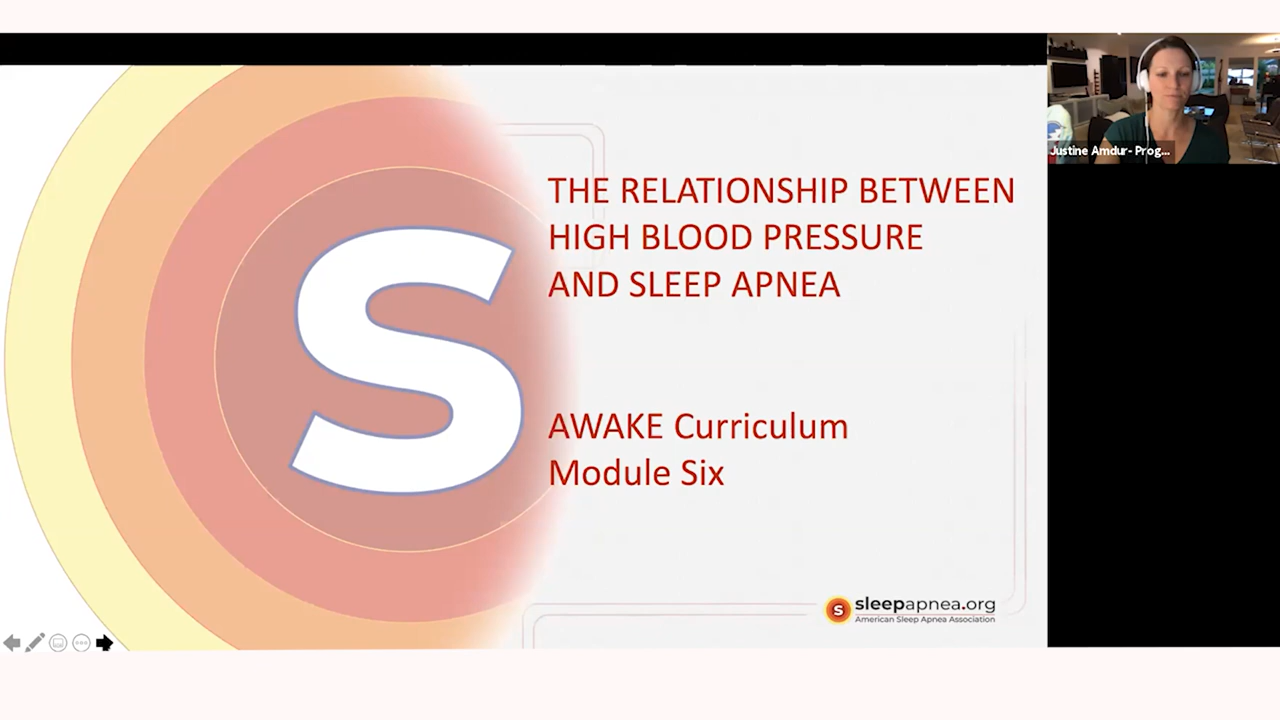 THE RELATIONSHIP BETWEEN
HIGH BLOOD PRESSURE
AND SLEEP APNEA
AWAKE Curriculum
Module Six
S
S
sleepapnea.org
American Sleep Apnea Association
Justine Amdur- Prog...